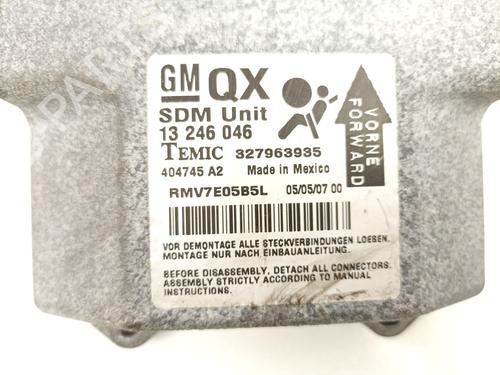 GM QX
SDM Unit
13 246 046
TEMIC 327963935
404745 A2 Made in Mexico
RMV7E05B5L 05/05/07 00
VORNE
FORWARD
VOR DEMONTAGE ALLE STECKVERBINDUNGEN LOESEN.
MONTAGE NUR NACH EINBAUANLEITUNG.
BEFORE DISASSEMBLY, DETACH ALL CONNECTORS.
ASSEMBLY STRICTLY ACCORDING TO MANUAL
INSTRUCTIONS.